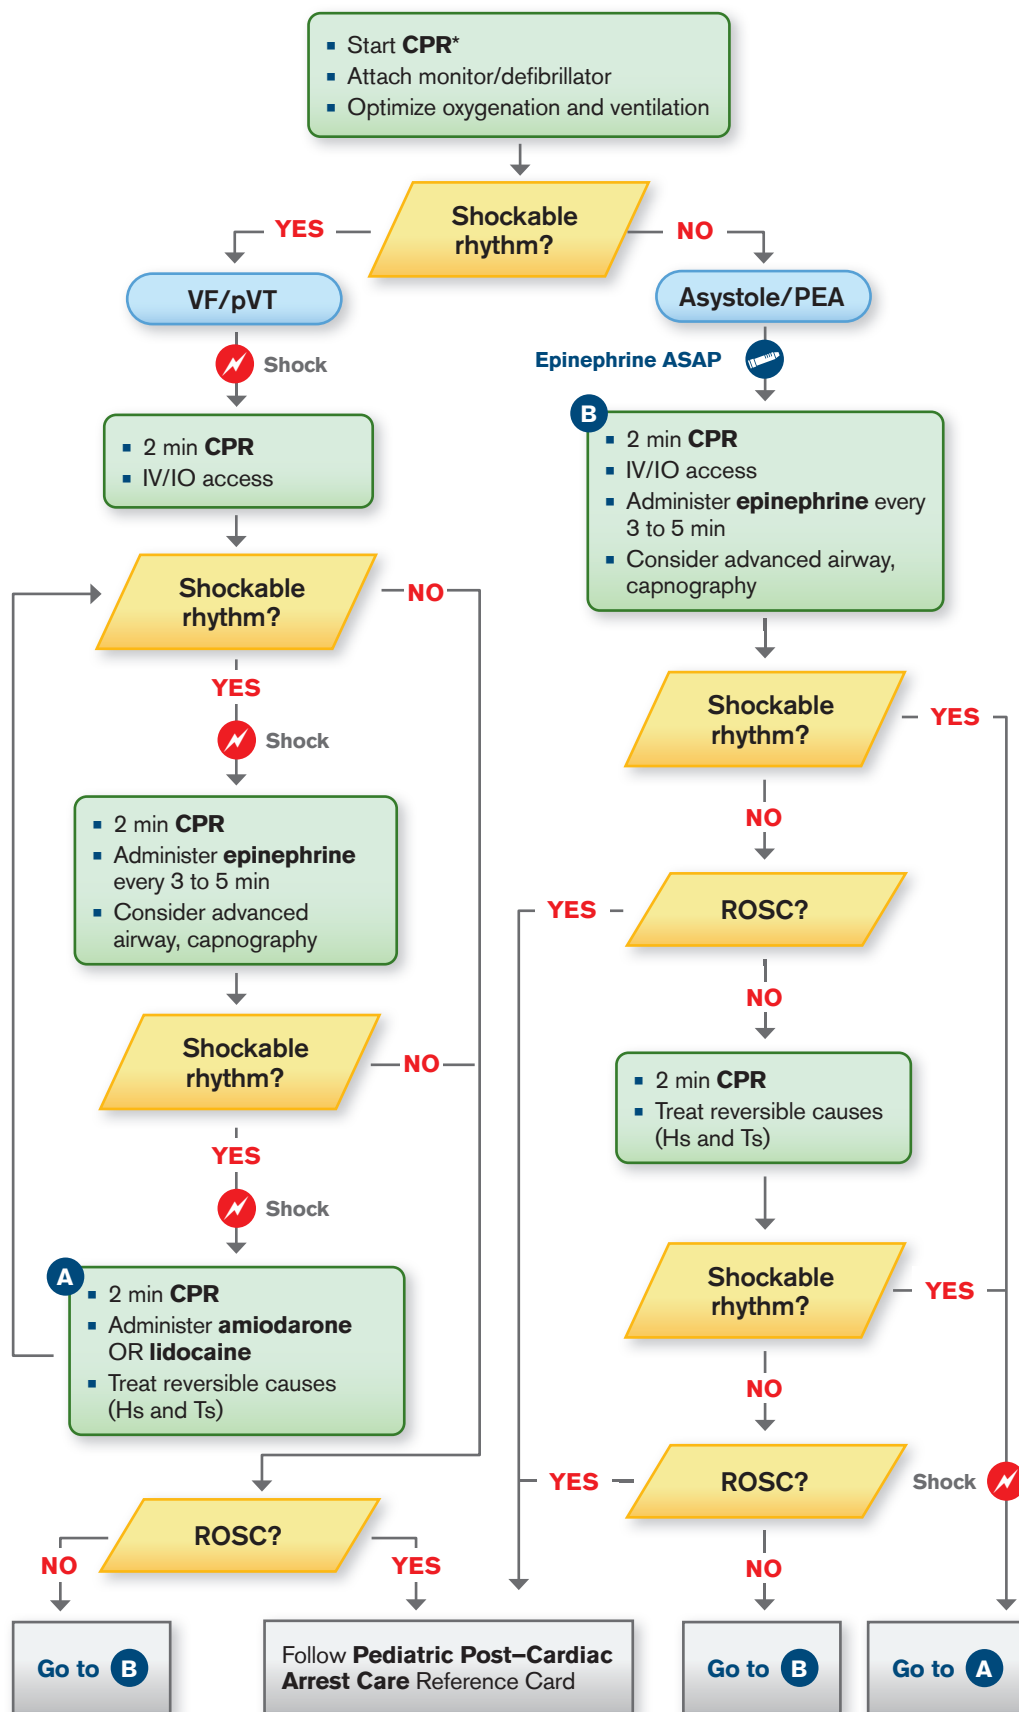 ▪ Start CPR*
▪ Attach monitor/defibrillator
▪ Optimize oxygenation and ventilation
Shockable
rhythm?
YES
NO
VF/pVT
Asystole/PEA
Shock
Epinephrine ASAP
▪ 2 min CPR
▪ IV/IO access
B
▪ 2 min CPR
▪ IV/IO access
▪ Administer epinephrine every
3 to 5 min
▪ Consider advanced airway,
capnography
Shockable
rhythm?
NO
YES
Shock
▪ 2 min CPR
▪ Administer epinephrine
every 3 to 5 min
▪ Consider advanced
airway, capnography
Shockable
rhythm?
NO
YES
Shock
A
▪ 2 min CPR
▪ Administer amiodarone
OR lidocaine
▪ Treat reversible causes
(Hs and Ts)
ROSC?
NO
YES
Shockable
rhythm?
YES
NO
ROSC?
YES
NO
▪ 2 min CPR
▪ Treat reversible causes
(Hs and Ts)
Shockable
rhythm?
YES
NO
ROSC?
YES
Shock
NO
Go to B
Follow Pediatric Post–Cardiac
Arrest Care Reference Card
Go to B
Go to A